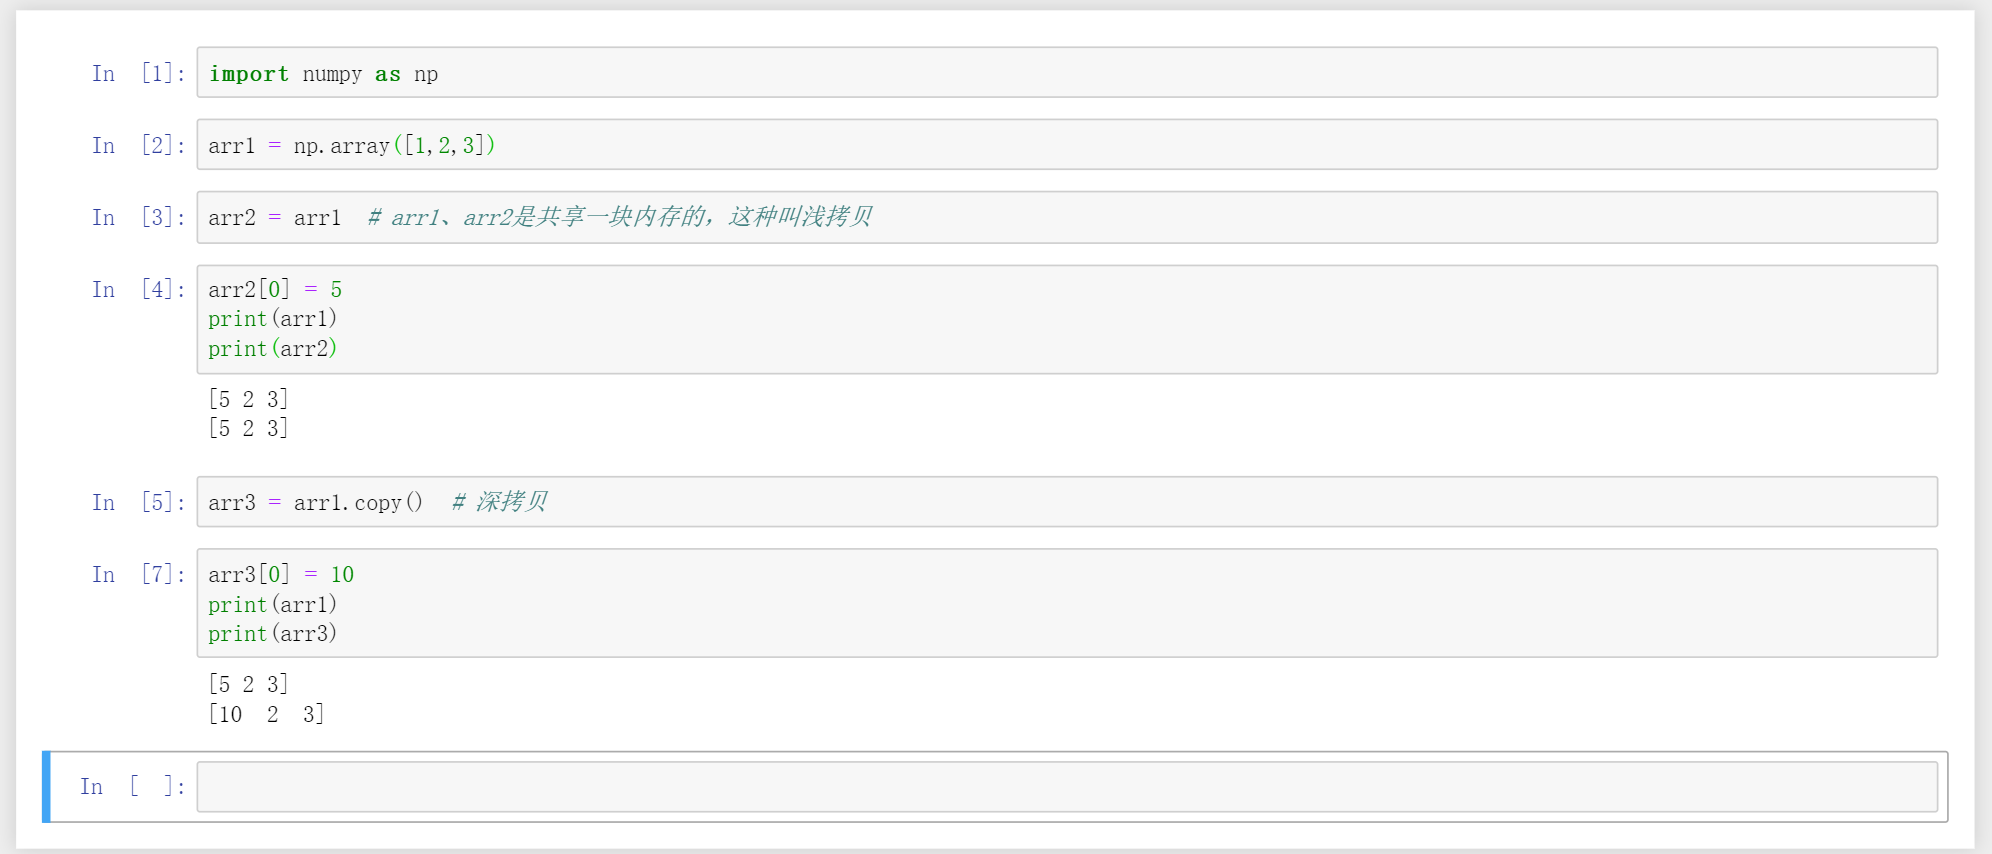 In [1]: import numpy as np
In [2]: arr1 = np.array([1,2,3])
In [3]: arr2 = arr1  # arr1、arr2是共享一块内存的，这种叫浅拷贝
In [4]: arr2[0] = 5
print(arr1)
print(arr2)
[5 2 3]
[5 2 3]
In [5]: arr3 = arr1.copy()  # 深拷贝
In [7]: arr3[0] = 10
print(arr1)
print(arr3)
[5 2 3]
[10  2  3]
In [ ]: